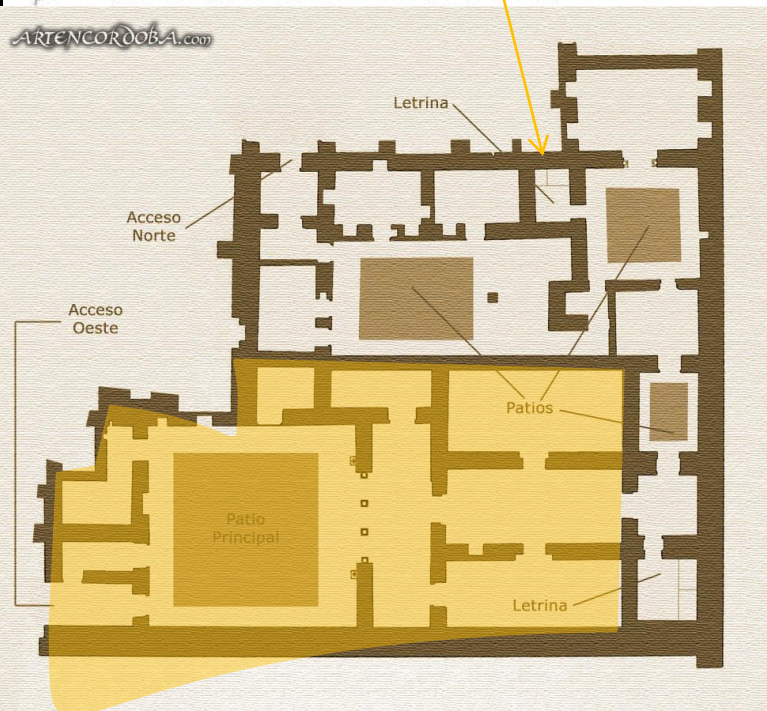 ARTENCORDOBA.com
Letrina
Acceso
Norte
Acceso
Oeste
Patios
Patio
Principal
Letrina